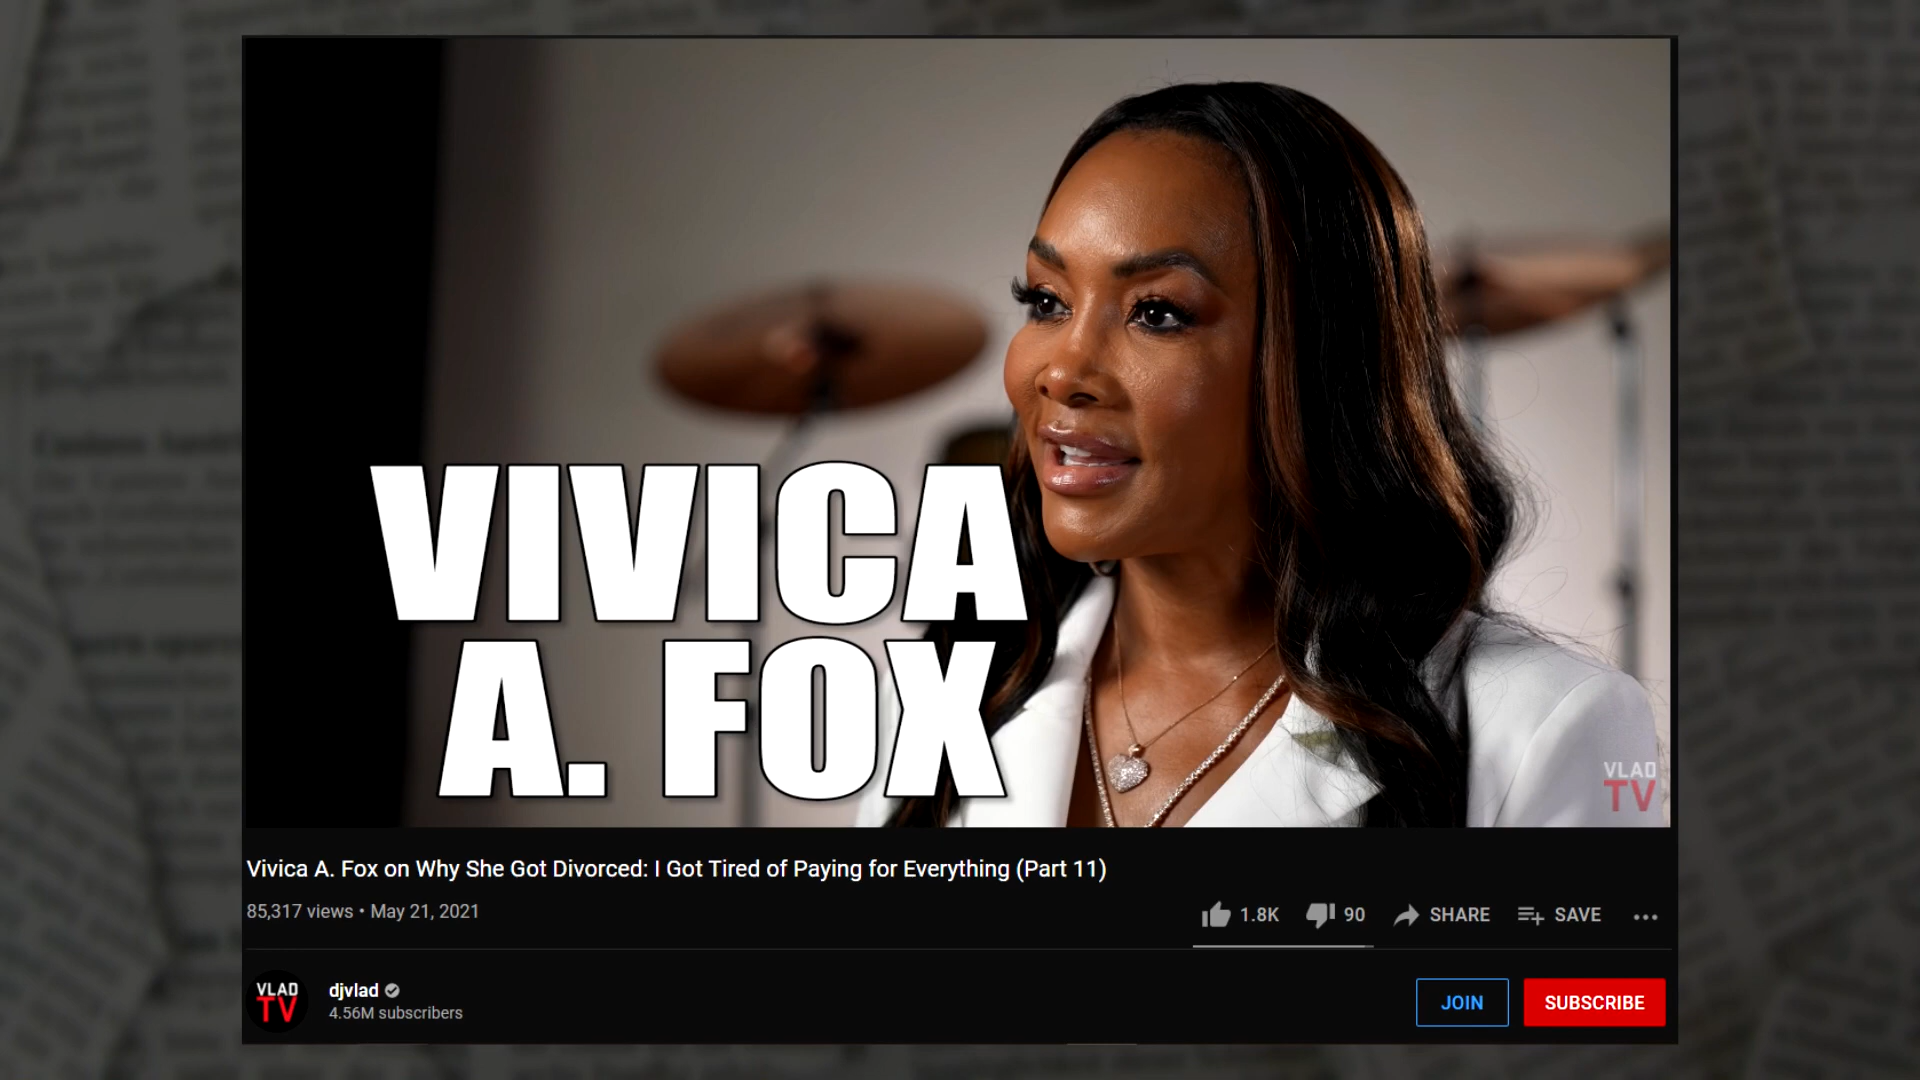 VIVICA
A. FOX
VLAD
TV
Vivica A. Fox on Why She Got Divorced: I Got Tired of Paying for Everything (Part 11)
85,317 views • May 21, 2021
1.8K 90 SHARE SAVE
VLAD
TV
djvlad
4.56M subscribers
JOIN SUBSCRIBE